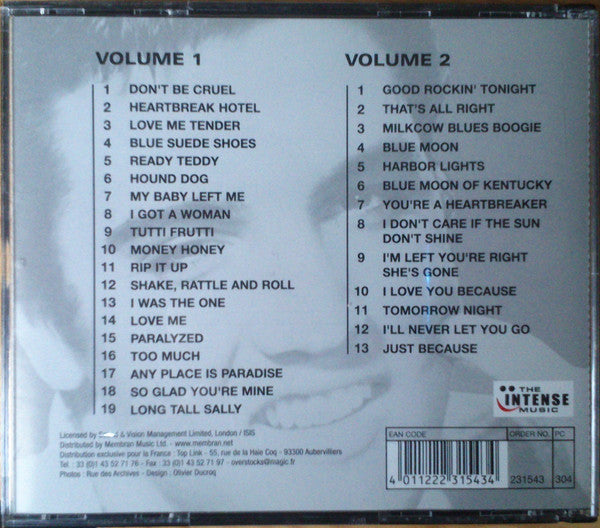 VOLUME 1
1 DON'T BE CRUEL
2 HEARTBREAK HOTEL
3 LOVE ME TENDER
4 BLUE SUEDE SHOES
5 READY TEDDY
6 HOUND DOG
7 MY BABY LEFT ME
8 I GOT A WOMAN
9 TUTTI FRUTTI
10 MONEY HONEY
11 RIP IT UP
12 SHAKE, RATTLE AND ROLL
13 I WAS THE ONE
14 LOVE ME
15 PARALYZED
16 TOO MUCH
17 ANY PLACE IS PARADISE
18 SO GLAD YOU'RE MINE
19 LONG TALL SALLY
VOLUME 2
1 GOOD ROCKIN' TONIGHT
2 THAT'S ALL RIGHT
3 MILKCOW BLUES BOOGIE
4 BLUE MOON
5 HARBOR LIGHTS
6 BLUE MOON OF KENTUCKY
7 YOU'RE A HEARTBREAKER
8 I DON'T CARE IF THE SUN
DON'T SHINE
9 I'M LEFT YOU'RE RIGHT
SHE'S GONE
10 I LOVE YOU BECAUSE
11 TOMORROW NIGHT
12 I'LL NEVER LET YOU GO
13 JUST BECAUSE
THE
INTENSE
MUSIC
Licensed by & Vision Management Limited, London / ISIS
Distributed by Membran Music Ltd. - www.membran.net
Distribution exclusive pour la France : Top Link - 55, rue de la Haie Coq - 93300 Aubervilliers
Tel : 33 (0)1 43 52 71 76 - Fax : 33 (0)1 43 52 71 97 - overstocks@magic.fr
Photos : Rue des Archives - Design : Olivier Ducroq
EAN CODE
ORDER NO.
PC
4 011222 315434
231543
304